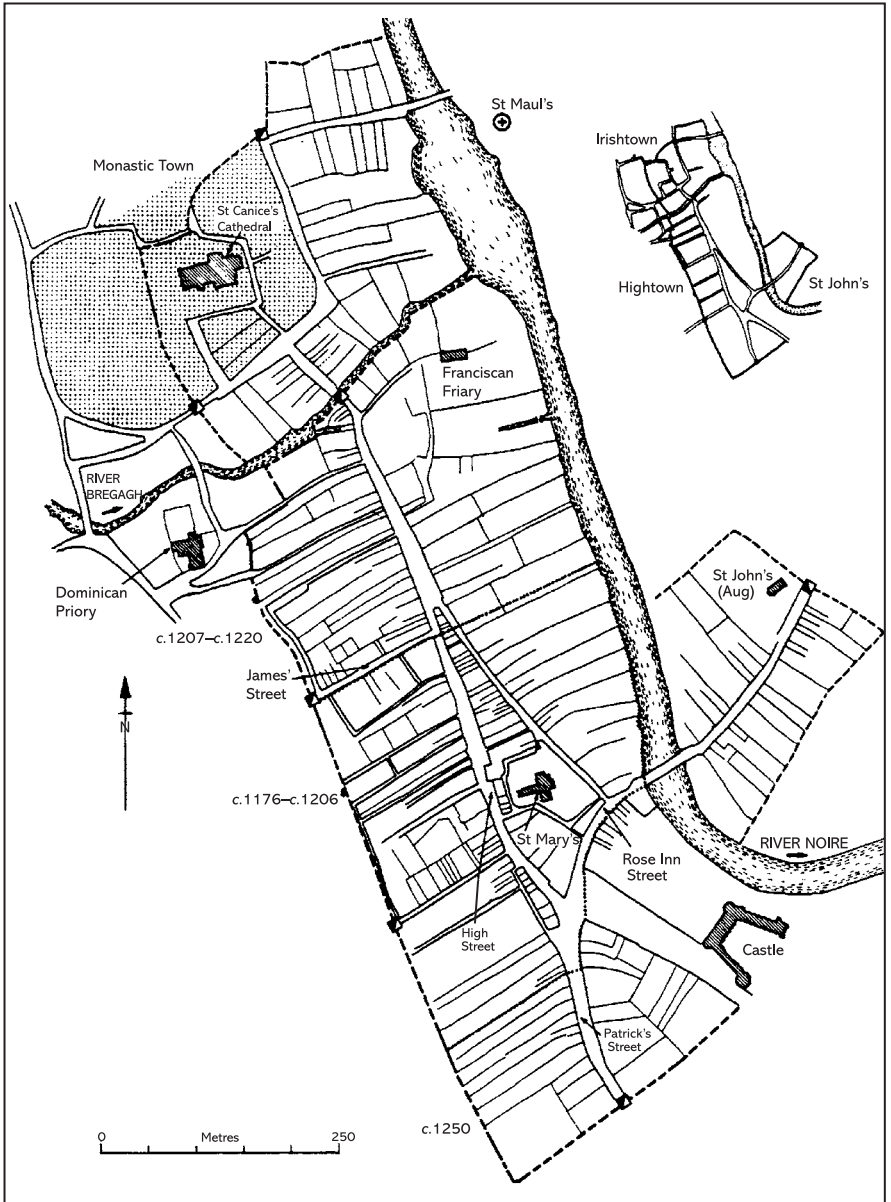 St Maul's
Irishtown
Monastic Town
St Canice's
Cathedral
Hightown
St John's
Franciscan
Friary
RIVER
BREGAGH
St John's
(Aug)
Dominican
Priory
c.1207–c.1220
James'
Street
N
c.1176–c.1206
St Mary's
RIVER NOIRE
Rose Inn
Street
High
Street
Castle
Patrick's
Street
c.1250
0 Metres 250